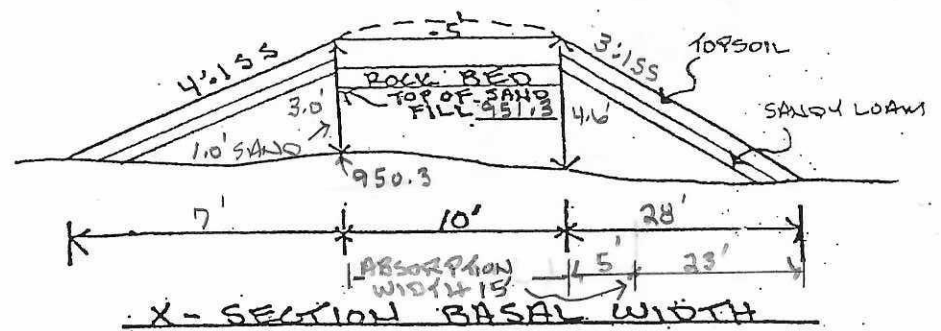 .5'
4':1SS
3':1SS
TOPSOIL
ROCK BED
TOP OF SAND
FILL 951.3
3.0'
4.6'
SANDY LOAM
1.0' SAND
950.3
7'
10'
28'
ABSORPTION
WIDTH 15'
5'
23'
X-SECTION BASAL WIDTH